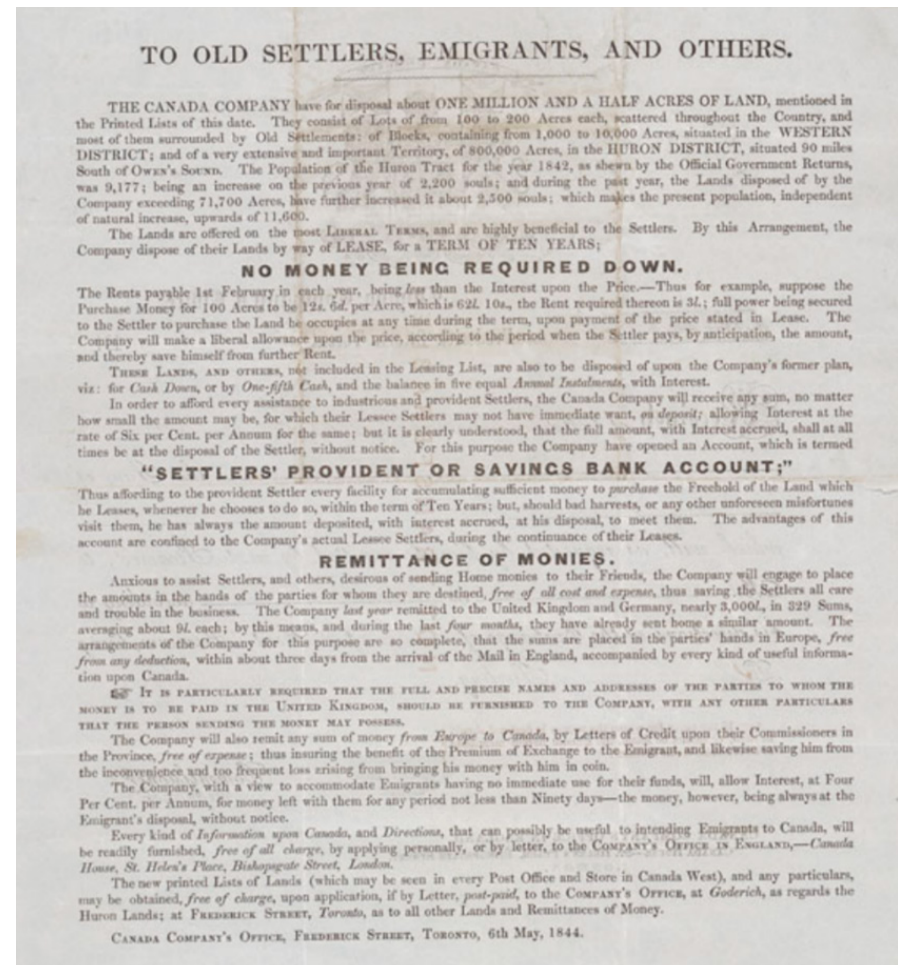 TO OLD SETTLERS, EMIGRANTS, AND OTHERS.
THE CANADA COMPANY have for disposal about ONE MILLION AND A HALF ACRES OF LAND, mentioned in
the Printed Lists of this date. They consist of Lots of from 100 to 200 Acres each, scattered throughout the Country, and
most of them surrounded by Old Settlements: of Blocks, containing from 1,000 to 10,000 Acres, situated in the WESTERN
DISTRICT; and of a very extensive and important Territory, of 800,000 Acres, in the HURON DISTRICT, situated 90 miles
South of OWEN'S SOUND. The Population of the Huron Tract for the year 1842, as shewn by the Official Government Returns,
was 9,177; being an increase on the previous year of 2,200 souls; and during the past year, the Lands disposed of by the
Company exceeding 71,700 Acres, have further increased it about 2,500 souls; which makes the present population, independent
of natural increase, upwards of 11,600.
The Lands are offered on the most LIBERAL TERMS, and are highly beneficial to the Settlers. By this Arrangement, the
Company dispose of their Lands by way of LEASE, for a TERM OF TEN YEARS;
NO MONEY BEING REQUIRED DOWN.
The Rents payable 1st February in each year, being less than the Interest upon the Price.—Thus for example, suppose the
Purchase Money for 100 Acres to be 12s. 6d. per Acre, which is 62l. 10s., the Rent required thereon is 3l.; full power being secured
to the Settler to purchase the Land he occupies at any time during the term, upon payment of the price stated in Lease. The
Company will make a liberal allowance upon the price, according to the period when the Settler pays, by anticipation, the amount,
and thereby save himself from further Rent.
THESE LANDS, AND OTHERS, not included in the Leasing List, are also to be disposed of upon the Company's former plan,
viz: for Cash Down, or by One-fifth Cash, and the balance in five equal Annual Instalments, with Interest.
In order to afford every assistance to industrious and provident Settlers, the Canada Company will receive any sum, no matter
how small the amount may be, for which their Lessee Settlers may not have immediate want, on deposit; allowing Interest at the
rate of Six per Cent. per Annum for the same; but it is clearly understood, that the full amount, with Interest accrued, shall at all
times be at the disposal of the Settler, without notice. For this purpose the Company have opened an Account, which is termed
"SETTLERS' PROVIDENT OR SAVINGS BANK ACCOUNT;"
Thus affording to the provident Settler every facility for accumulating sufficient money to purchase the Freehold of the Land which
he Leases, whenever he chooses to do so, within the term of Ten Years; but, should bad harvests, or any other unforeseen misfortunes
visit them, he has always the amount deposited, with interest accrued, at his disposal, to meet them. The advantages of this
account are confined to the Company's actual Lessee Settlers, during the continuance of their Leases.
REMITTANCE OF MONIES.
Anxious to assist Settlers, and others, desirous of sending Home monies to their Friends, the Company will engage to place
the amounts in the hands of the parties for whom they are destined, free of all cost and expense, thus saving the Settlers all care
and trouble in the business. The Company last year remitted to the United Kingdom and Germany, nearly 3,000l., in 329 Sums,
averaging about 9l. each; by this means, and during the last four months, they have already sent home a similar amount. The
arrangements of the Company for this purpose are so complete, that the sums are placed in the parties' hands in Europe, free
from any deduction, within about three days from the arrival of the Mail in England, accompanied by every kind of useful informa-
tion upon Canada.
☞ IT IS PARTICULARLY REQUIRED THAT THE FULL AND PRECISE NAMES AND ADDRESSES OF THE PARTIES TO WHOM THE
MONEY IS TO BE PAID IN THE UNITED KINGDOM, SHOULD BE FURNISHED TO THE COMPANY, WITH ANY OTHER PARTICULARS
THAT THE PERSON SENDING THE MONEY MAY POSSESS.
The Company will also remit any sum of money from Europe to Canada, by Letters of Credit upon their Commissioners in
the Province, free of expense; thus insuring the benefit of the Premium of Exchange to the Emigrant, and likewise saving him from
the inconvenience and too frequent loss arising from bringing his money with him in coin.
The Company, with a view to accommodate Emigrants having no immediate use for their funds, will, allow Interest, at Four
Per Cent. per Annum, for money left with them for any period not less than Ninety days—the money, however, being always at the
Emigrant's disposal, without notice.
Every kind of Information upon Canada, and Directions, that can possibly be useful to intending Emigrants to Canada, will
be readily furnished, free of all charge, by applying personally, or by letter, to the COMPANY'S OFFICE IN ENGLAND,—Canada
House, St. Helen's Place, Bishopsgate Street, London.
The new printed Lists of Lands (which may be seen in every Post Office and Store in Canada West), and any particulars,
may be obtained, free of charge, upon application, if by Letter, post-paid, to the COMPANY'S OFFICE, at Goderich, as regards the
Huron Lands; at FREDERICK STREET, Toronto, as to all other Lands and Remittances of Money.
CANADA COMPANY'S OFFICE, FREDERICK STREET, TORONTO, 6th May, 1844.